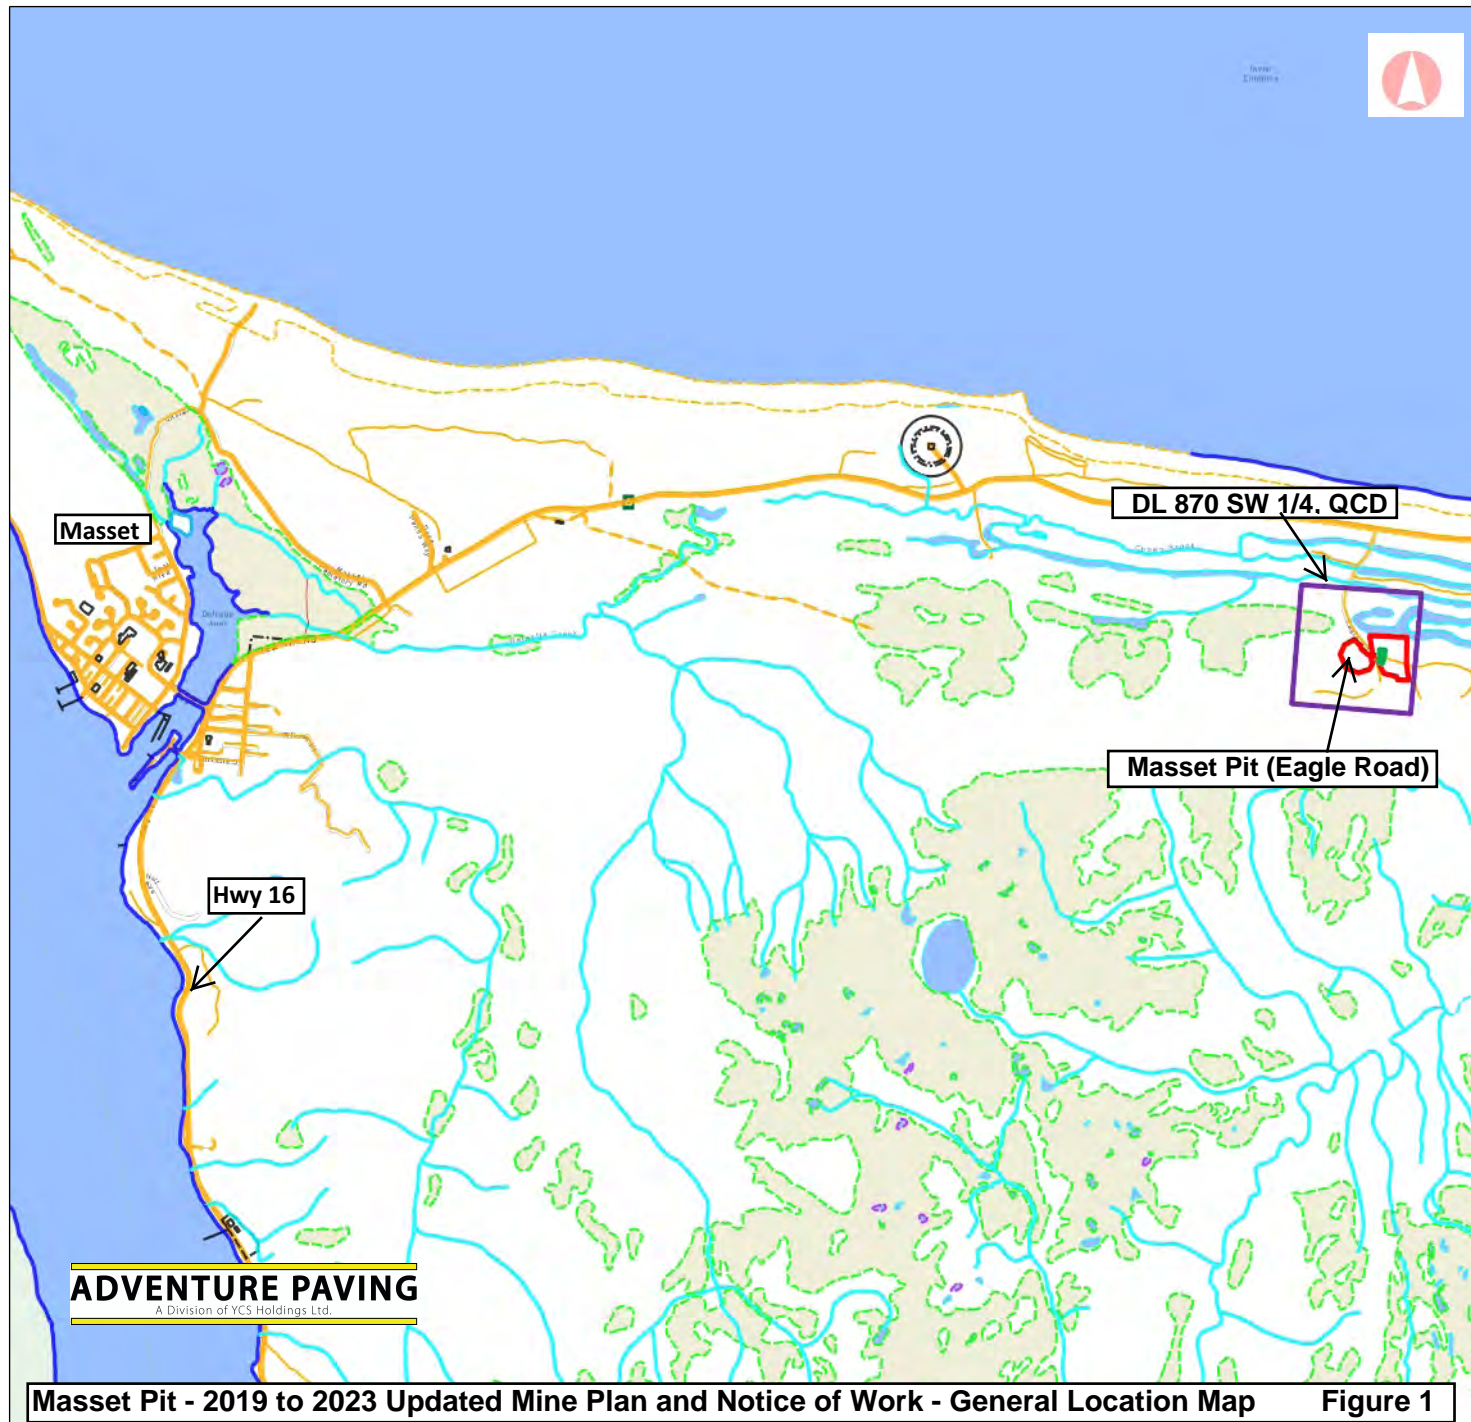 Masset
DL 870 SW 1/4, QCD
Masset Pit (Eagle Road)
Hwy 16
ADVENTURE PAVING
A Division of YCS Holdings Ltd.
Masset Pit - 2019 to 2023 Updated Mine Plan and Notice of Work - General Location Map Figure 1